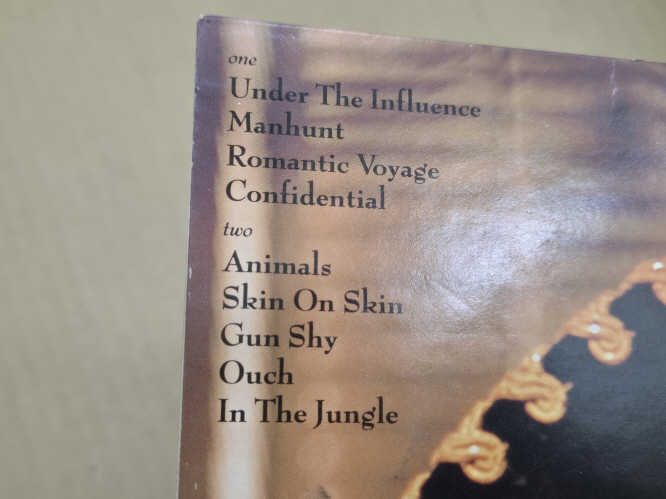 one
Under The Influence
Manhunt
Romantic Voyage
Confidential
two
Animals
Skin On Skin
Gun Shy
Ouch
In The Jungle